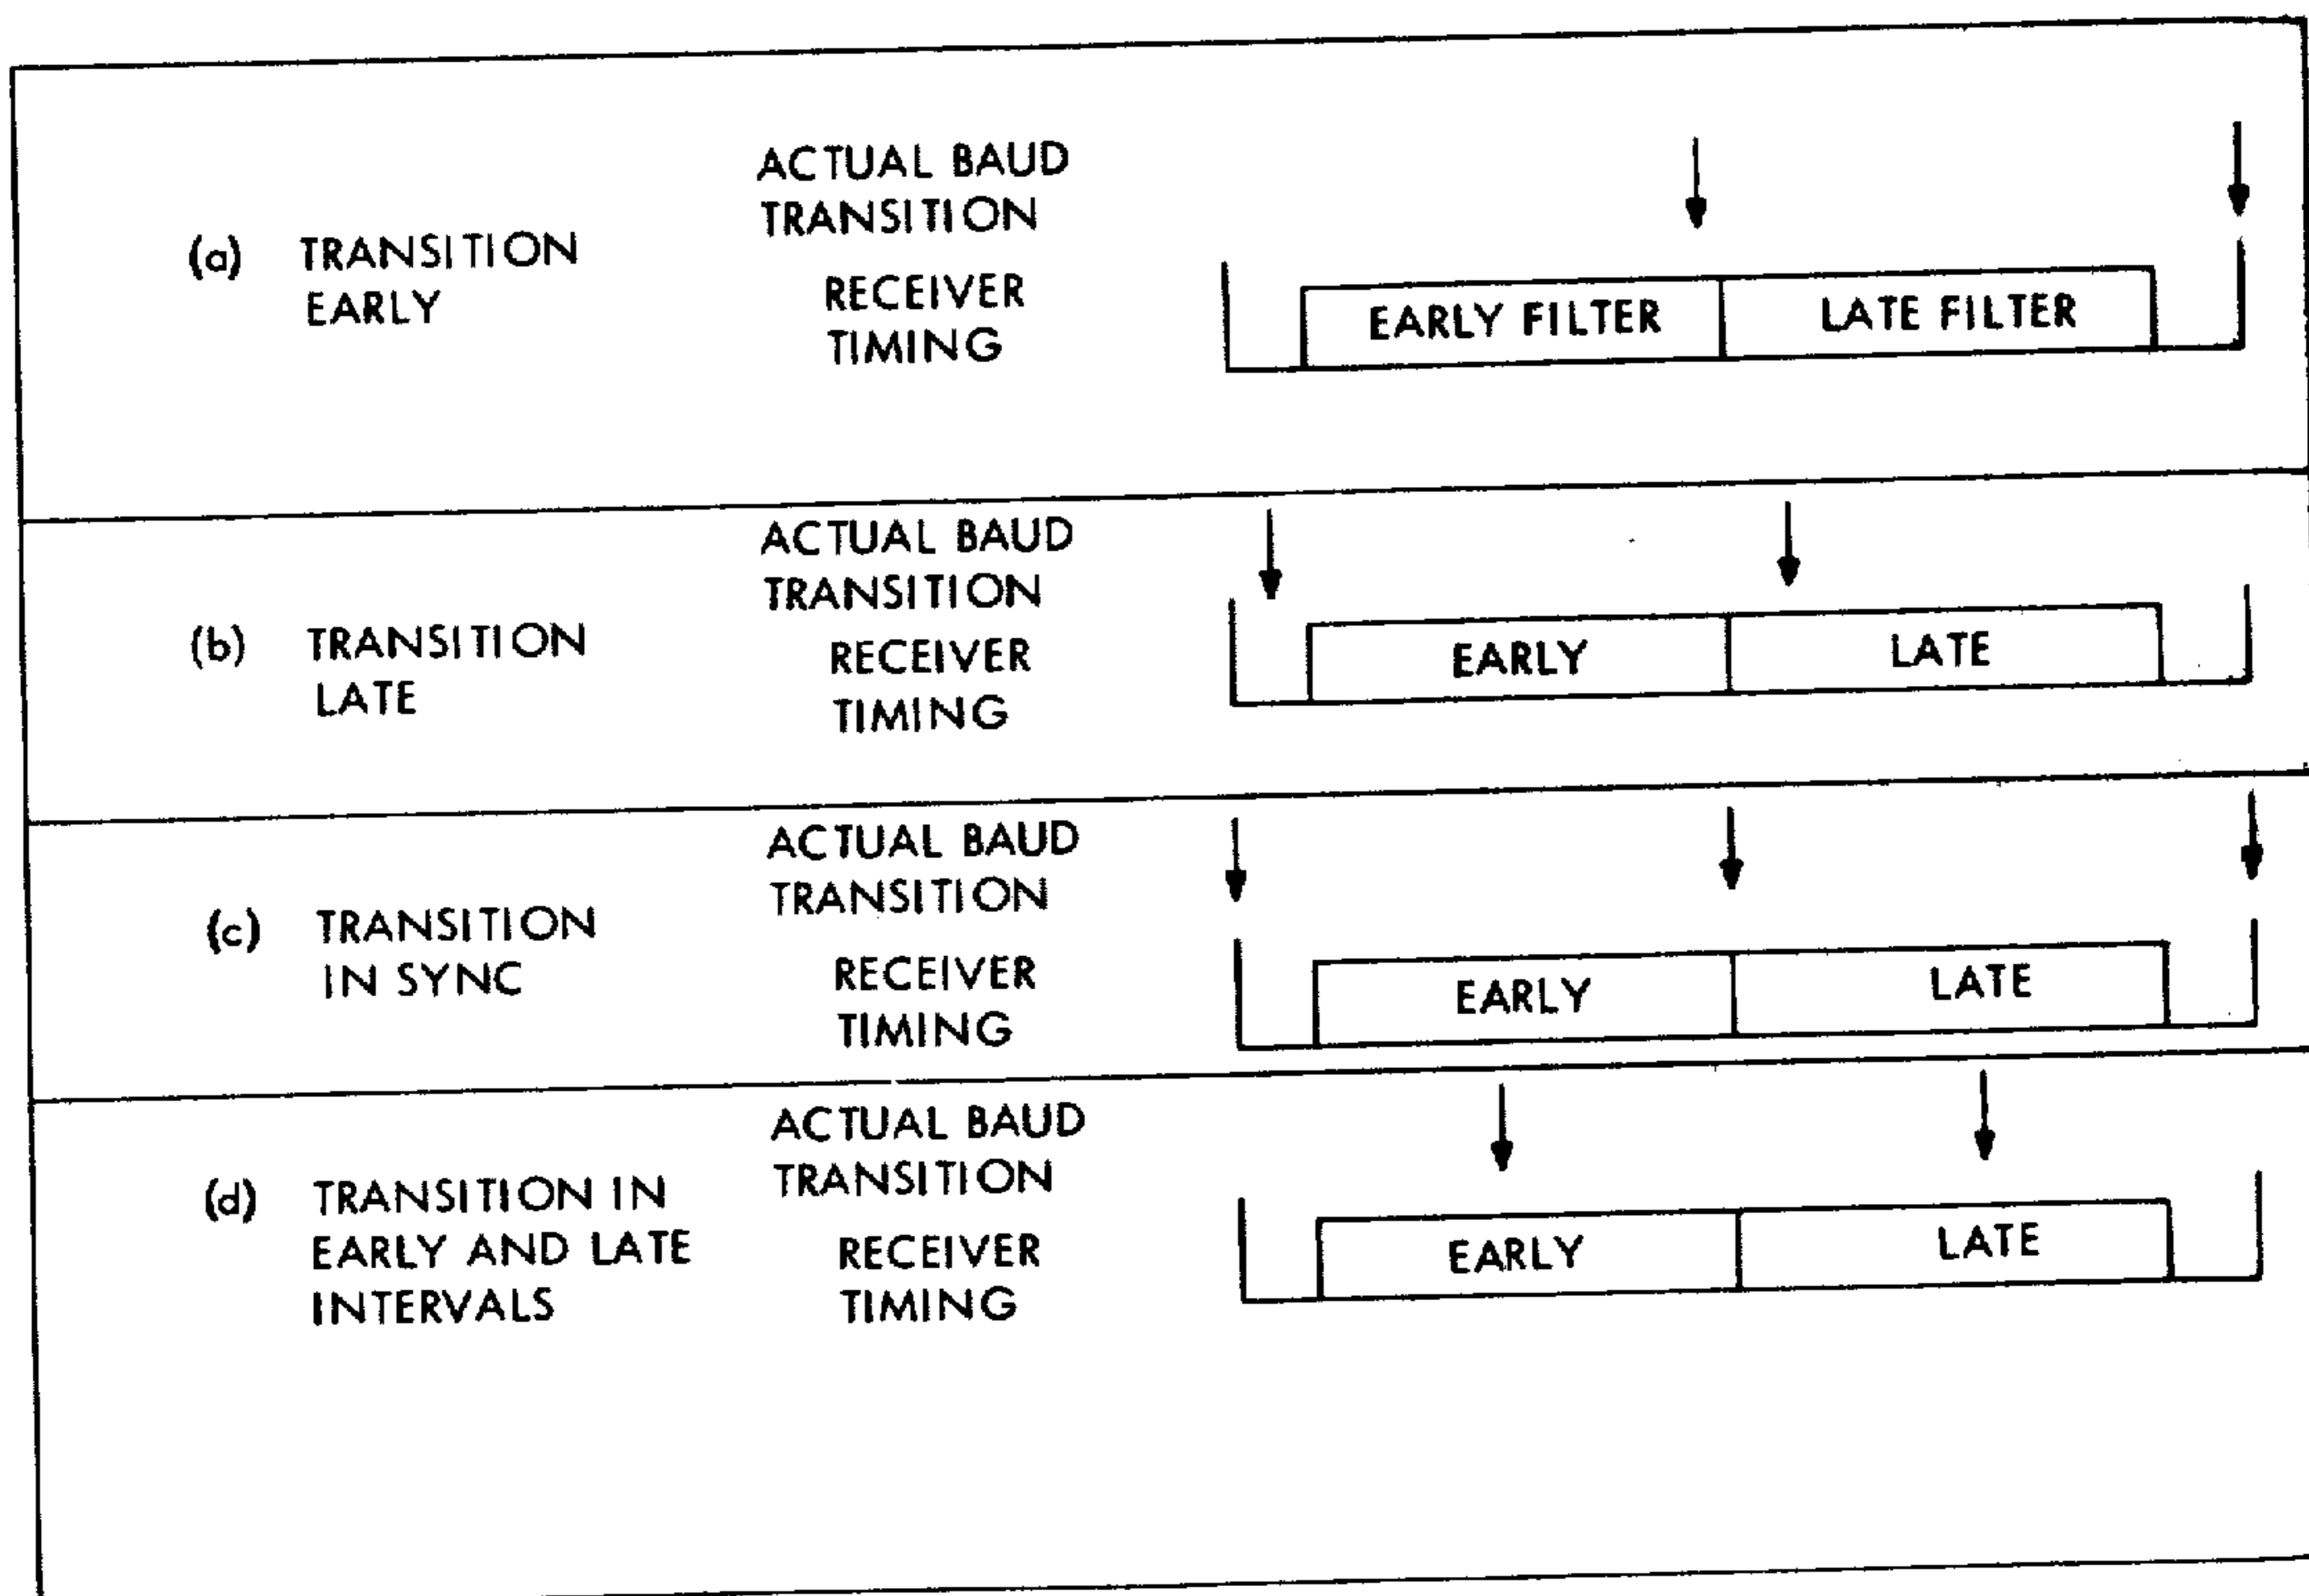 ACTUAL BAUD
TRANSITION
(a) TRANSITION
EARLY
RECEIVER
TIMING
EARLY FILTER
LATE FILTER
ACTUAL BAUD
TRANSITION
(b) TRANSITION
LATE
RECEIVER
TIMING
EARLY
LATE
ACTUAL BAUD
TRANSITION
(c) TRANSITION
IN SYNC
RECEIVER
TIMING
EARLY
LATE
ACTUAL BAUD
TRANSITION
(d) TRANSITION IN
EARLY AND LATE
INTERVALS
RECEIVER
TIMING
EARLY
LATE